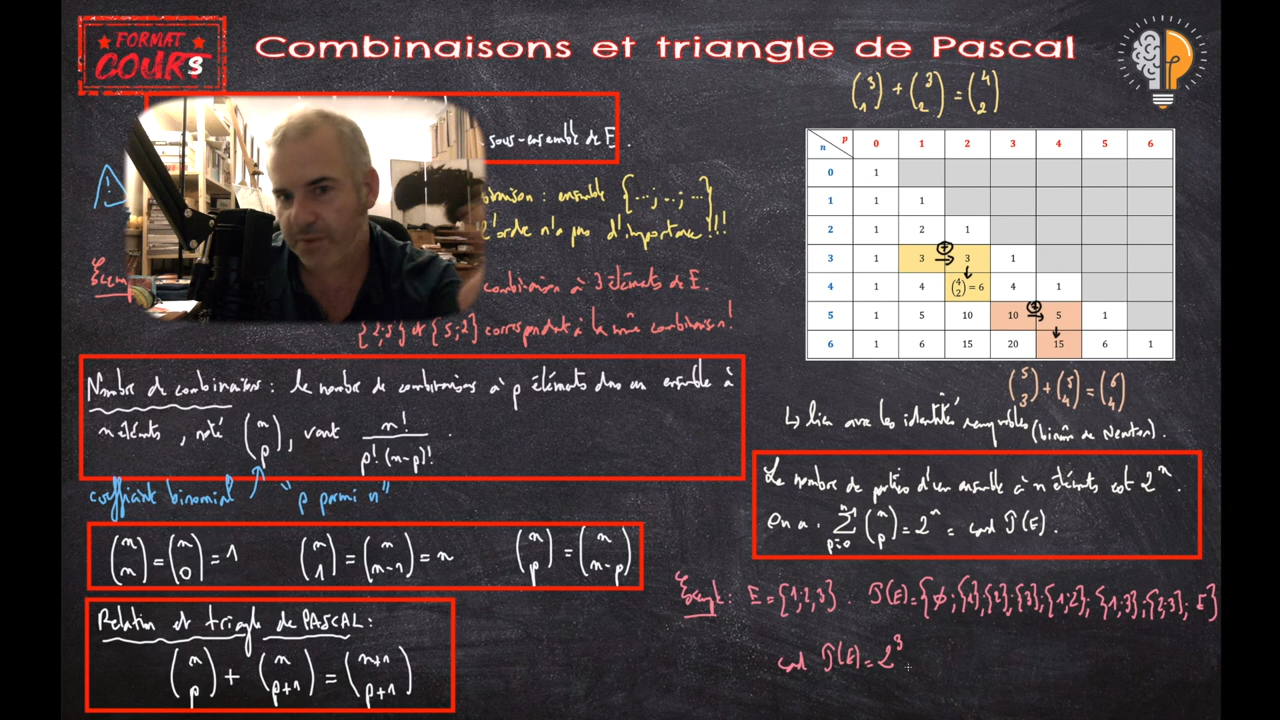 FORMAT
COURS
Combinaisons et triangle de Pascal
(3 1) + (3 2) = (4 2)
sous-ensemble de E.
!
: ensemble {...;...;...}
l'ordre n'a pas d'importance !!!
combinaison à 3 éléments de E.
{2;5} et {5;2} correspondent à la même combinaison!
Nombre de combinaisons : le nombre de combinaisons à p éléments dans un ensemble à
n éléments, noté (n p), vaut n! / p!(n-p)! .
coefficient binomial "p parmi n"
(n n) = (n 0) = 1 (n 1) = (n n-1) = n (n p) = (n n-p)
Relation et triangle de PASCAL :
(n p) + (n p+1) = (n+1 p+1)
n p 0 1 2 3 4 5 6
0 1
1 1 1
2 1 2 1
3 1 3 + → 3 1
4 1 4 (4 2) = 6 4 1
5 1 5 10 10 + → 5 1
6 1 6 15 20 15 6 1
(5 3) + (5 4) = (6 4)
↳ lien avec les identités remarquables (binôme de Newton).
Le nombre de parties d'un ensemble à n éléments est 2^n.
On a : Σ p=0 (n p) = 2^n = card P(E).
Exemple : E = {1;2,3} . P(E) = {∅; {1},{2};{3};{1;2}; {1,3};{2;3}; E}
card P(E) = 2^3